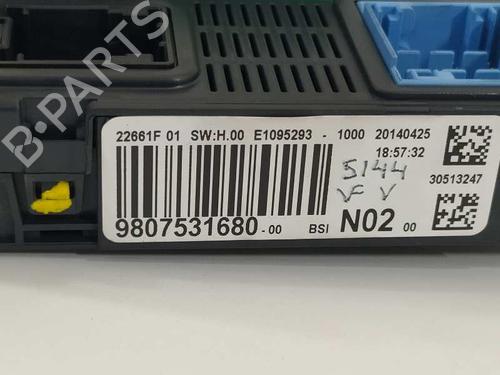 B-PARTS
22661F 01 SW:H.00 E1095293 - 1000 20140425
18:57:32
5144
VF V
30513247
9807531680-00 BSI N02 00